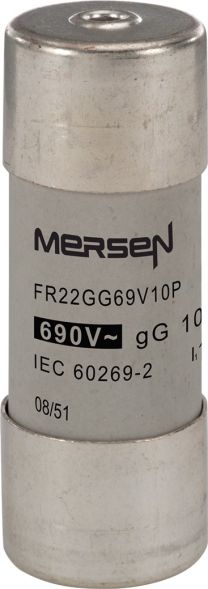 MERSEN
FR22GG69V10P
690V~ gG 10
IEC 60269-2
08/51